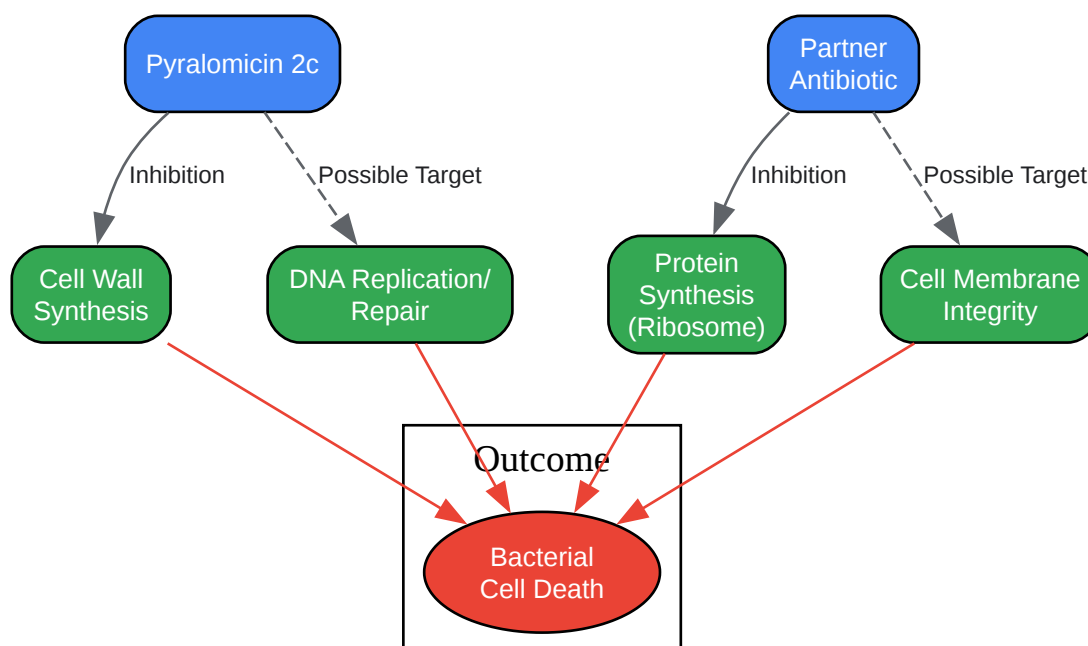 Pyralomicin 2c
Partner
Antibiotic
Inhibition
Possible Target
Inhibition
Possible Target
Cell Wall
Synthesis
DNA Replication/
Repair
Protein
Synthesis
(Ribosome)
Cell Membrane
Integrity
Outcome
Bacterial
Cell Death